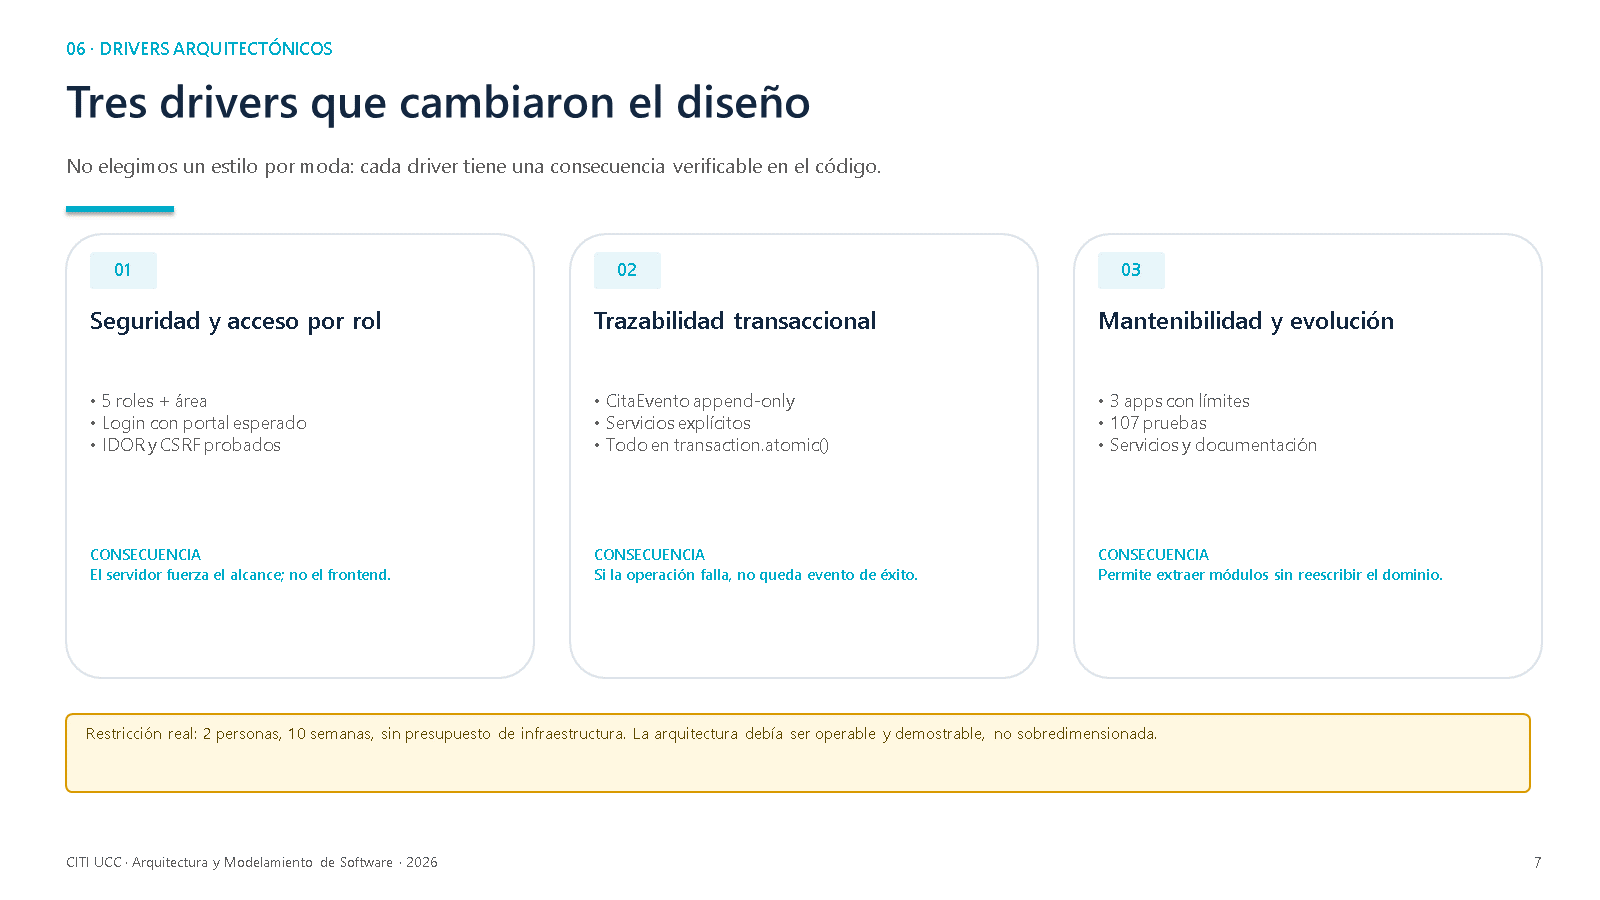 06 · DRIVERS ARQUITECTÓNICOS
Tres drivers que cambiaron el diseño
No elegimos un estilo por moda: cada driver tiene una consecuencia verificable en el código.
01
Seguridad y acceso por rol
• 5 roles + área
• Login con portal esperado
• IDOR y CSRF probados
CONSECUENCIA
El servidor fuerza el alcance; no el frontend.
02
Trazabilidad transaccional
• CitaEvento append-only
• Servicios explícitos
• Todo en transaction.atomic()
CONSECUENCIA
Si la operación falla, no queda evento de éxito.
03
Mantenibilidad y evolución
• 3 apps con límites
• 107 pruebas
• Servicios y documentación
CONSECUENCIA
Permite extraer módulos sin reescribir el dominio.
Restricción real: 2 personas, 10 semanas, sin presupuesto de infraestructura. La arquitectura debía ser operable y demostrable, no sobredimensionada.
CITI UCC · Arquitectura y Modelamiento de Software · 2026
7